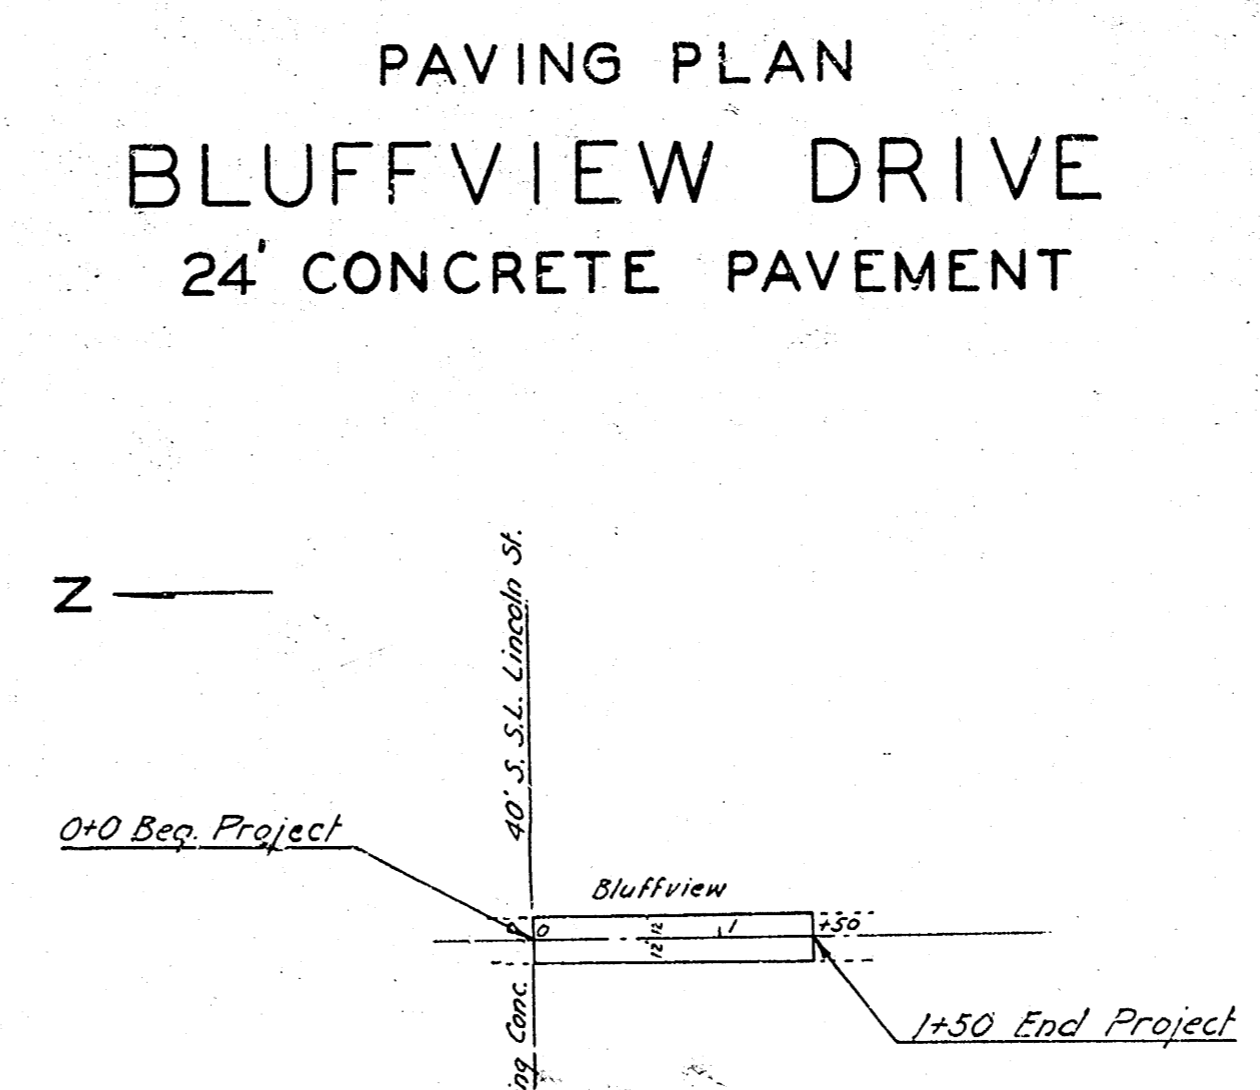 PAVING PLAN
BLUFFVIEW DRIVE
24' CONCRETE PAVEMENT
Z
40' S. S.L. Lincoln St.
0+0 Beg. Project
Bluffview
0
12
12
1
+50
1+50 End Project
ng Conc.